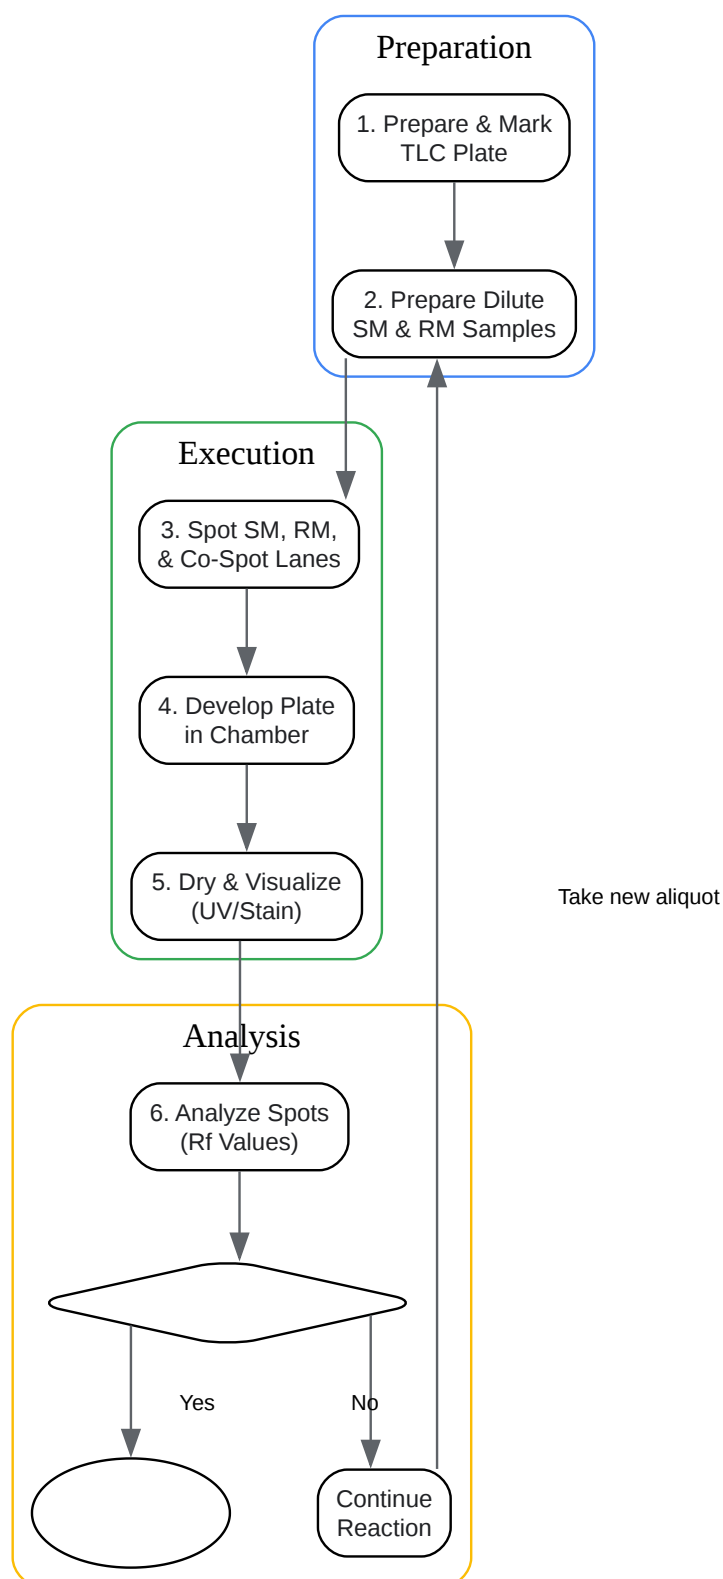 Preparation
1. Prepare & Mark
TLC Plate
2. Prepare Dilute
SM & RM Samples
Execution
3. Spot SM, RM,
& Co-Spot Lanes
4. Develop Plate
in Chamber
5. Dry & Visualize
(UV/Stain)
Take new aliquot
Analysis
6. Analyze Spots
(Rf Values)
Yes
No
Continue
Reaction